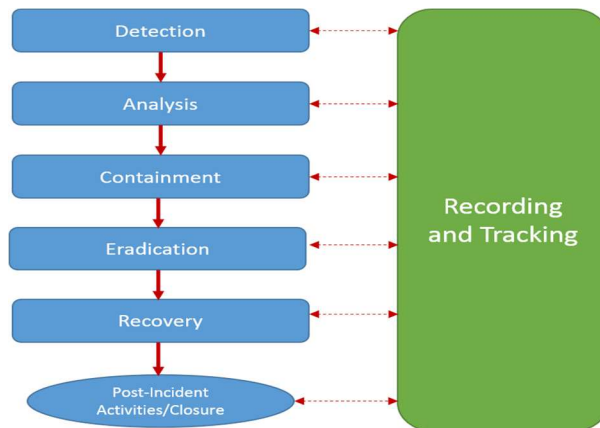 Detection
Analysis
Containment
Eradication
Recovery
Post-Incident
Activities/Closure
Recording
and Tracking